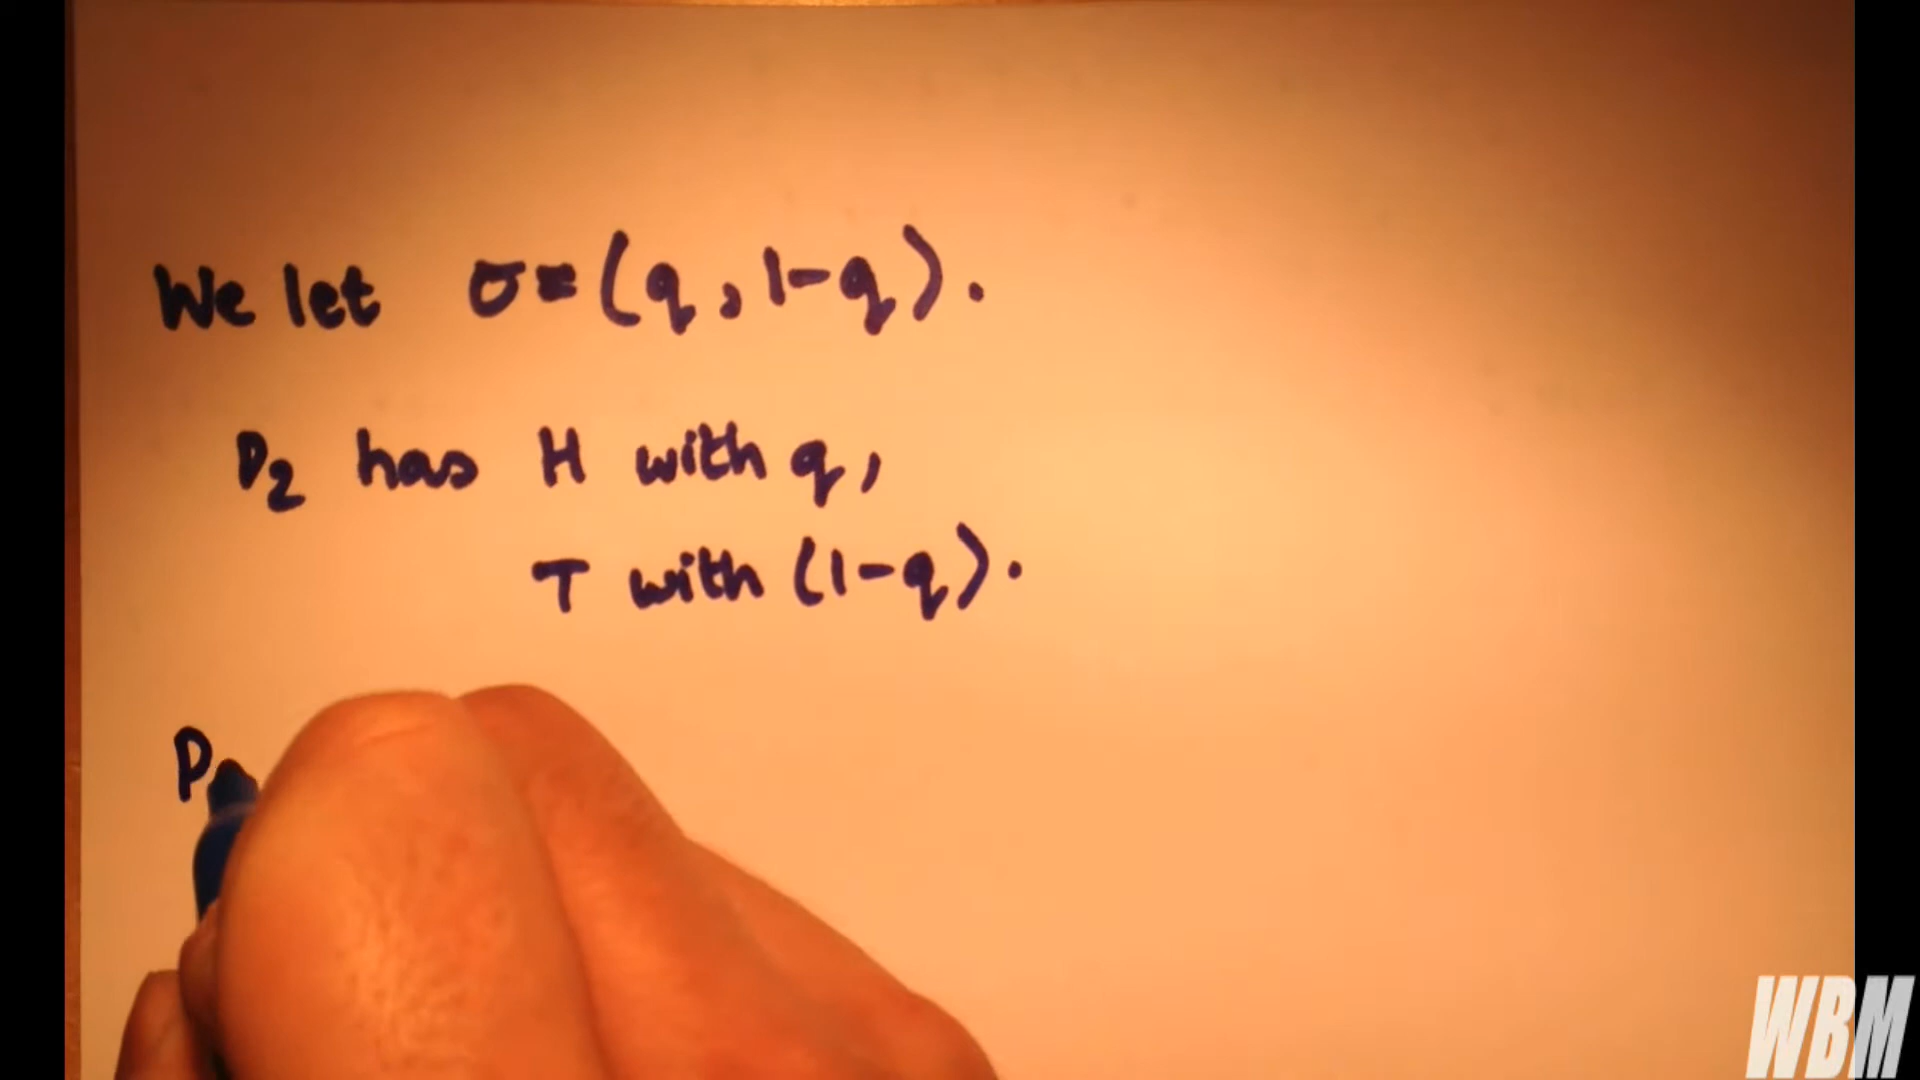 We let σ = (q, 1-q).
P2 has H with q,
T with (1-q).
P
WBM